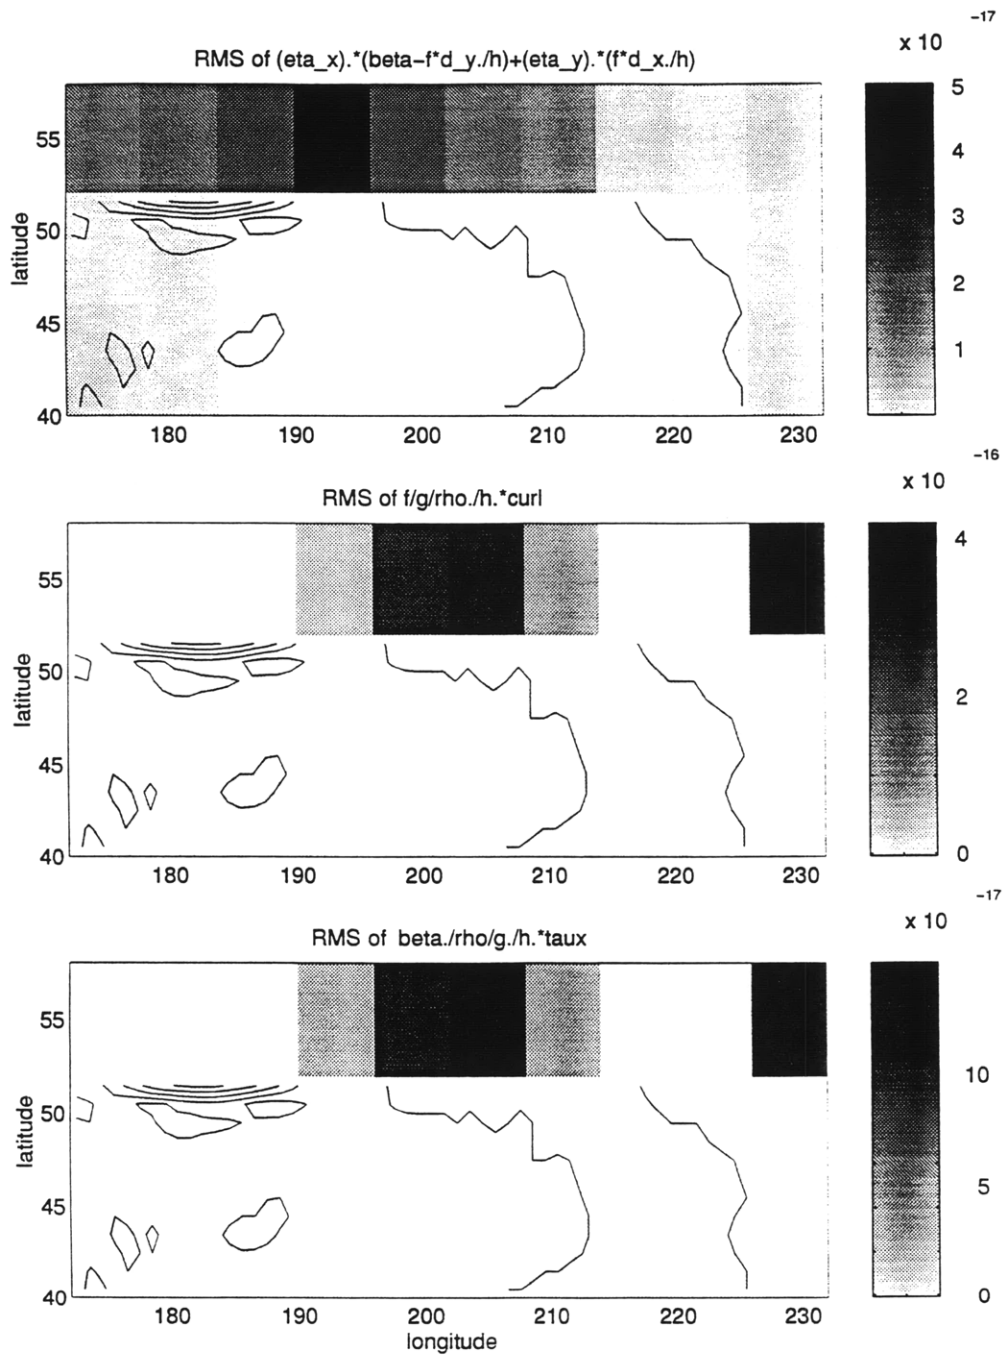 -17
x 10
RMS of (eta_x).*(beta-f*d_y./h)+(eta_y).*(f*d_x./h)
5
4
3
2
1
55
50
45
40
latitude
180 190 200 210 220 230
-16
x 10
RMS of f/g/rho./h.*curl
4
2
0
55
50
45
40
latitude
180 190 200 210 220 230
-17
x 10
RMS of beta./rho/g./h.*taux
10
5
0
55
50
45
40
latitude
180 190 200 210 220 230
longitude